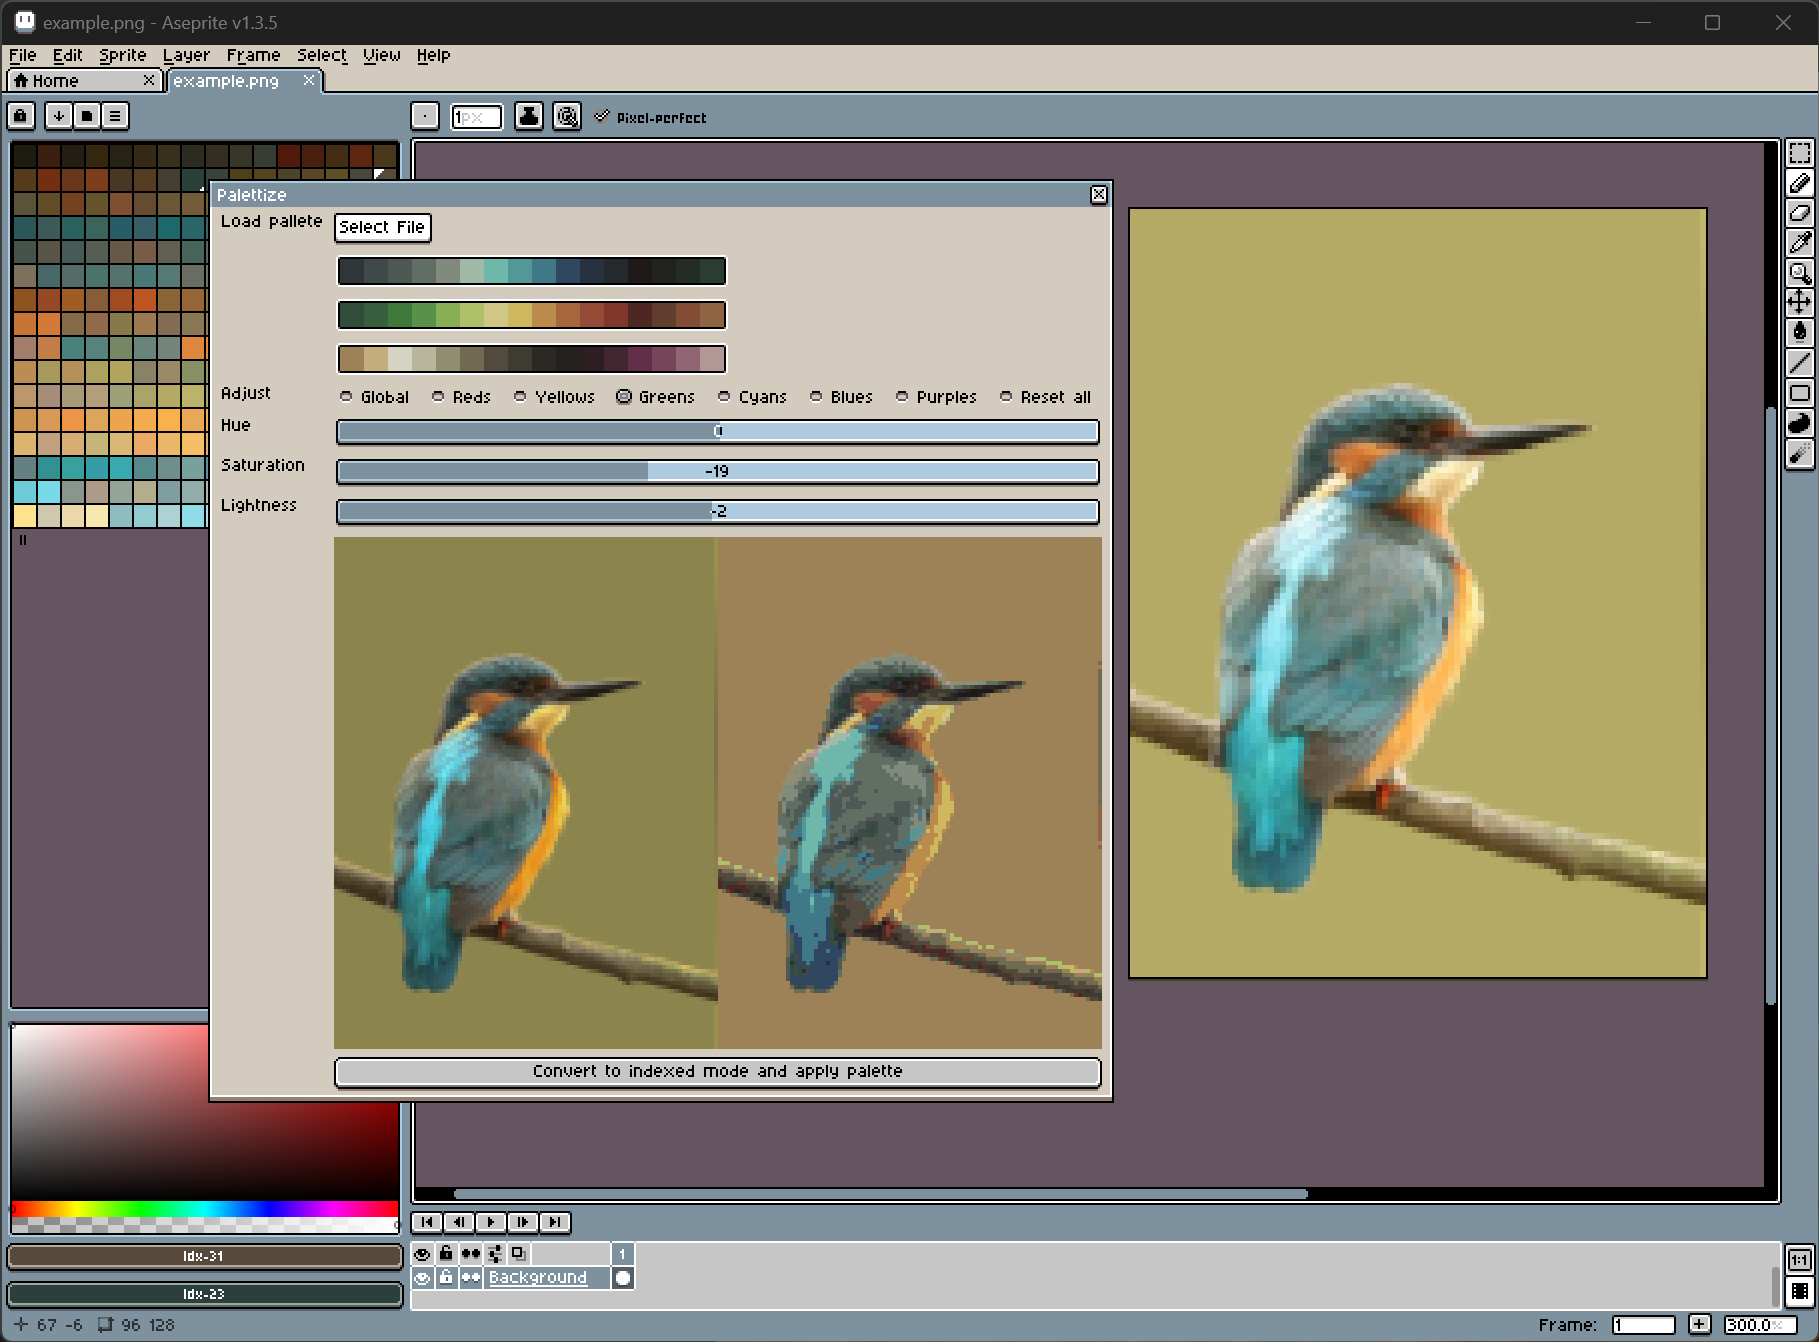 example.png - Aseprite v1.3.5
File Edit Sprite Layer Frame Select View Help
Home example.png
1px Pixel-perfect
Palettize
Load pallete Select File
Adjust Global Reds Yellows Greens Cyans Blues Purples Reset all
Hue
Saturation -19
Lightness -2
Convert to indexed mode and apply palette
Idx-31
1
Background
Idx-23
1:1
67 -6 96 128
Frame: 1 + 300.0%